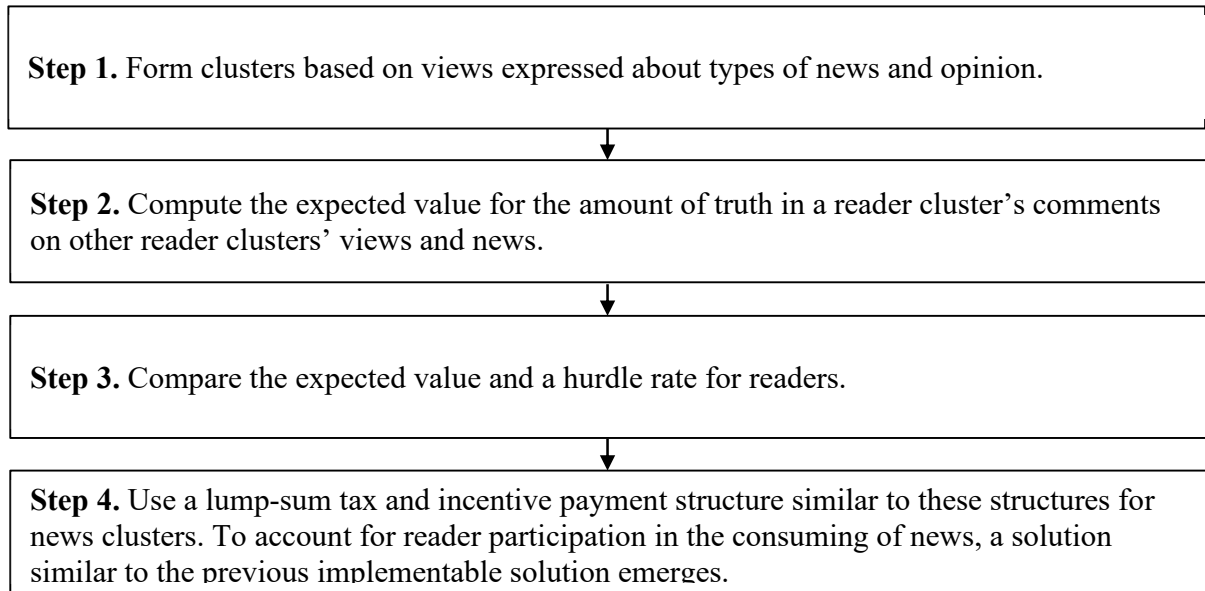 Step 1. Form clusters based on views expressed about types of news and opinion.
Step 2. Compute the expected value for the amount of truth in a reader cluster’s comments
on other reader clusters’ views and news.
Step 3. Compare the expected value and a hurdle rate for readers.
Step 4. Use a lump-sum tax and incentive payment structure similar to these structures for
news clusters. To account for reader participation in the consuming of news, a solution
similar to the previous implementable solution emerges.